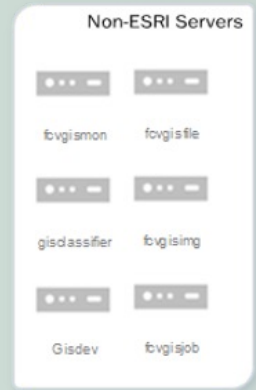 Non-ESRI Servers
fcvgismon fcvgisfile
gisclassifier fcvgisimg
Gisdev fcvgisjob